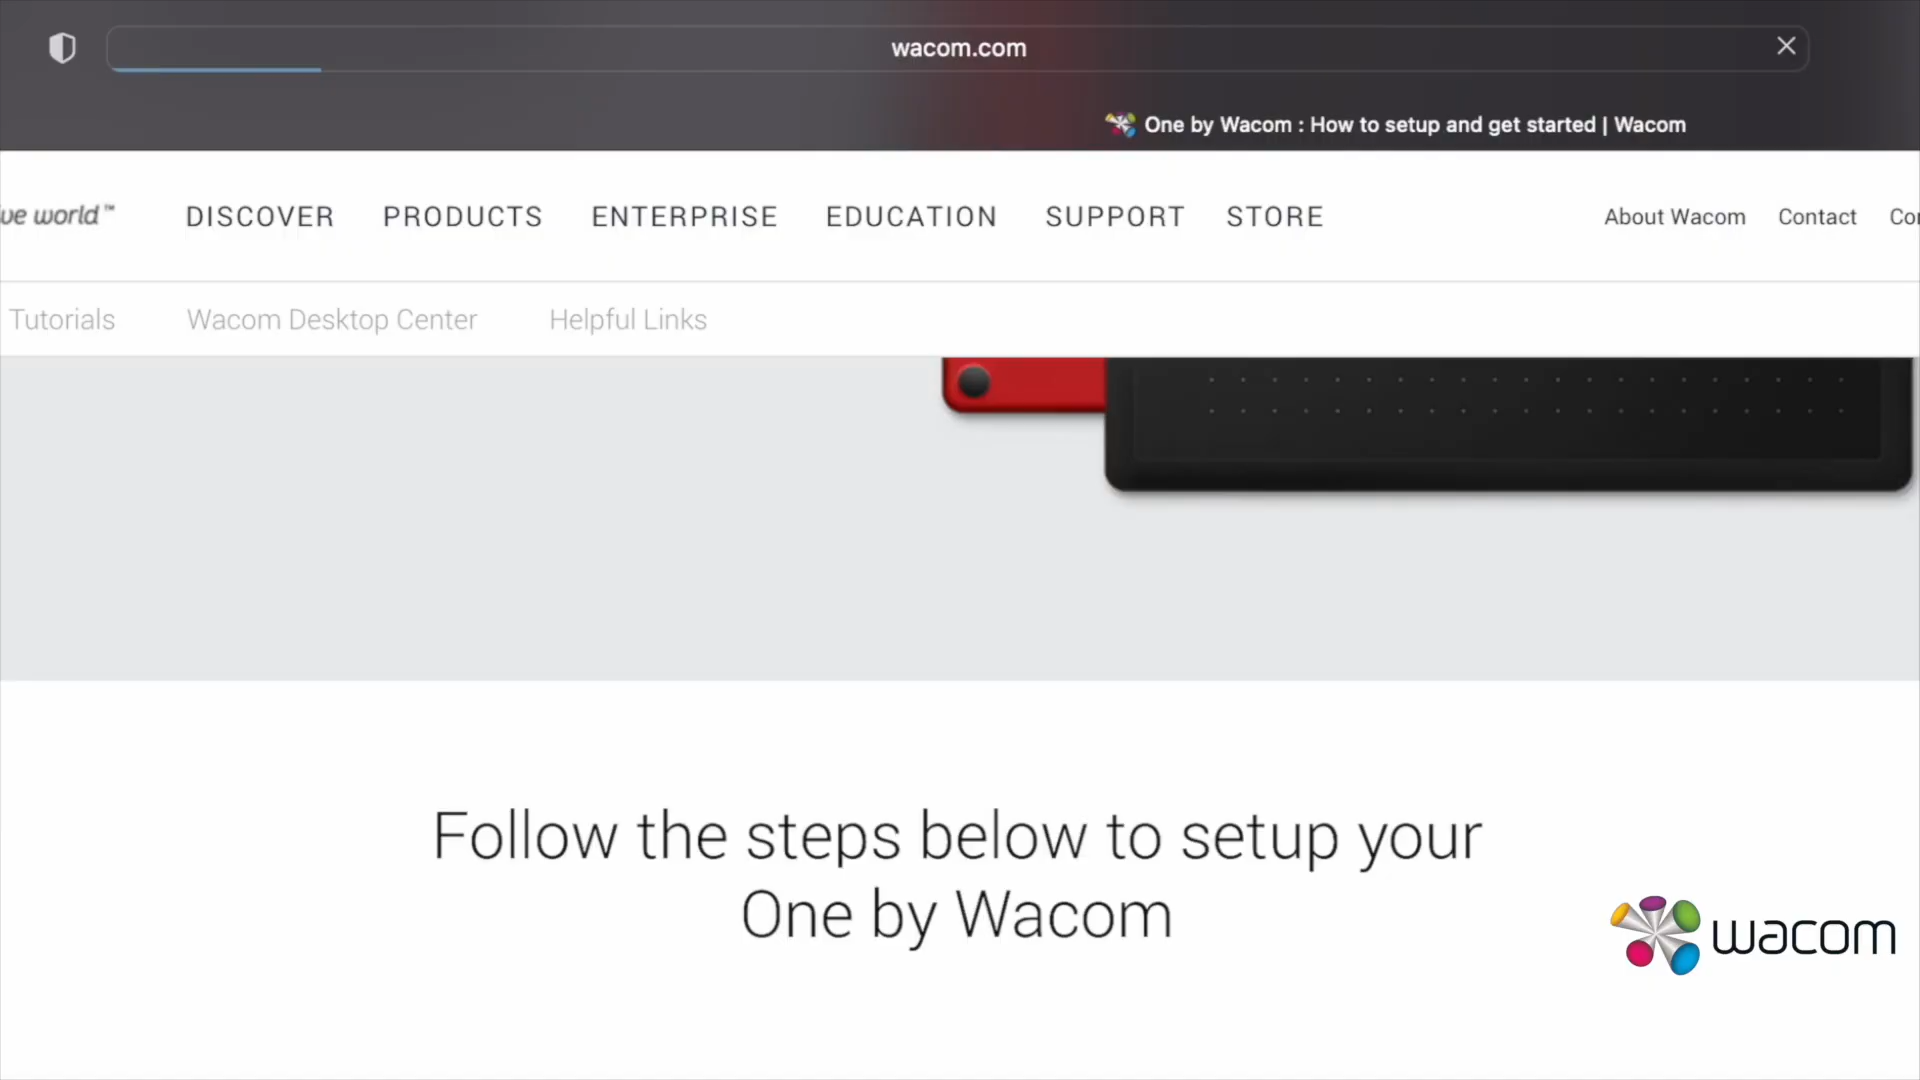 wacom.com
One by Wacom : How to setup and get started | Wacom
ve world™
DISCOVER PRODUCTS ENTERPRISE EDUCATION SUPPORT STORE
About Wacom Contact
Tutorials Wacom Desktop Center Helpful Links
Follow the steps below to setup your
One by Wacom
wacom